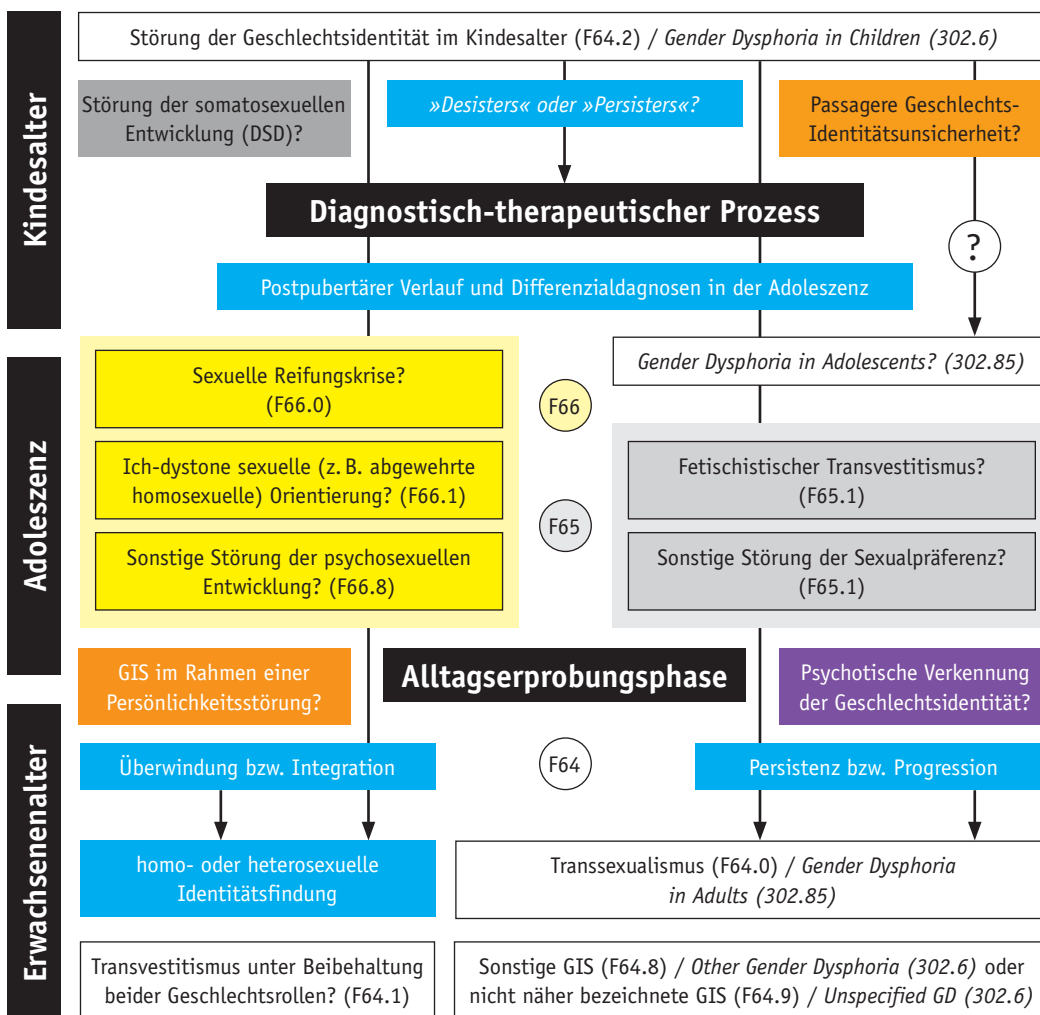 Kindesalter
Störung der Geschlechtsidentität im Kindesalter (F64.2) / Gender Dysphoria in Children (302.6)
Störung der somatosexuellen
Entwicklung (DSD)?
»Desisters« oder »Persisters«?
Passagere Geschlechts-
Identitätsunsicherheit?
Diagnostisch-therapeutischer Prozess
?
Postpubertärer Verlauf und Differenzialdagnosen in der Adoleszenz
Adoleszenz
Sexuelle Reifungskrise?
(F66.0)
Ich-dystone sexuelle (z. B. abgewehrte
homosexuelle) Orientierung? (F66.1)
Sonstige Störung der psychosexuellen
Entwicklung? (F66.8)
F66
F65
Gender Dysphoria in Adolescents? (302.85)
Fetischistischer Transvestitismus?
(F65.1)
Sonstige Störung der Sexualpräferenz?
(F65.1)
GIS im Rahmen einer
Persönlichkeitsstörung?
Alltagserprobungsphase
Psychotische Verkennung
der Geschlechtsidentität?
Erwachsenenalter
Überwindung bzw. Integration
F64
Persistenz bzw. Progression
homo- oder heterosexuelle
Identitätsfindung
Transsexualismus (F64.0) / Gender Dysphoria
in Adults (302.85)
Transvestitismus unter Beibehaltung
beider Geschlechtsrollen? (F64.1)
Sonstige GIS (F64.8) / Other Gender Dysphoria (302.6) oder
nicht näher bezeichnete GIS (F64.9) / Unspecified GD (302.6)